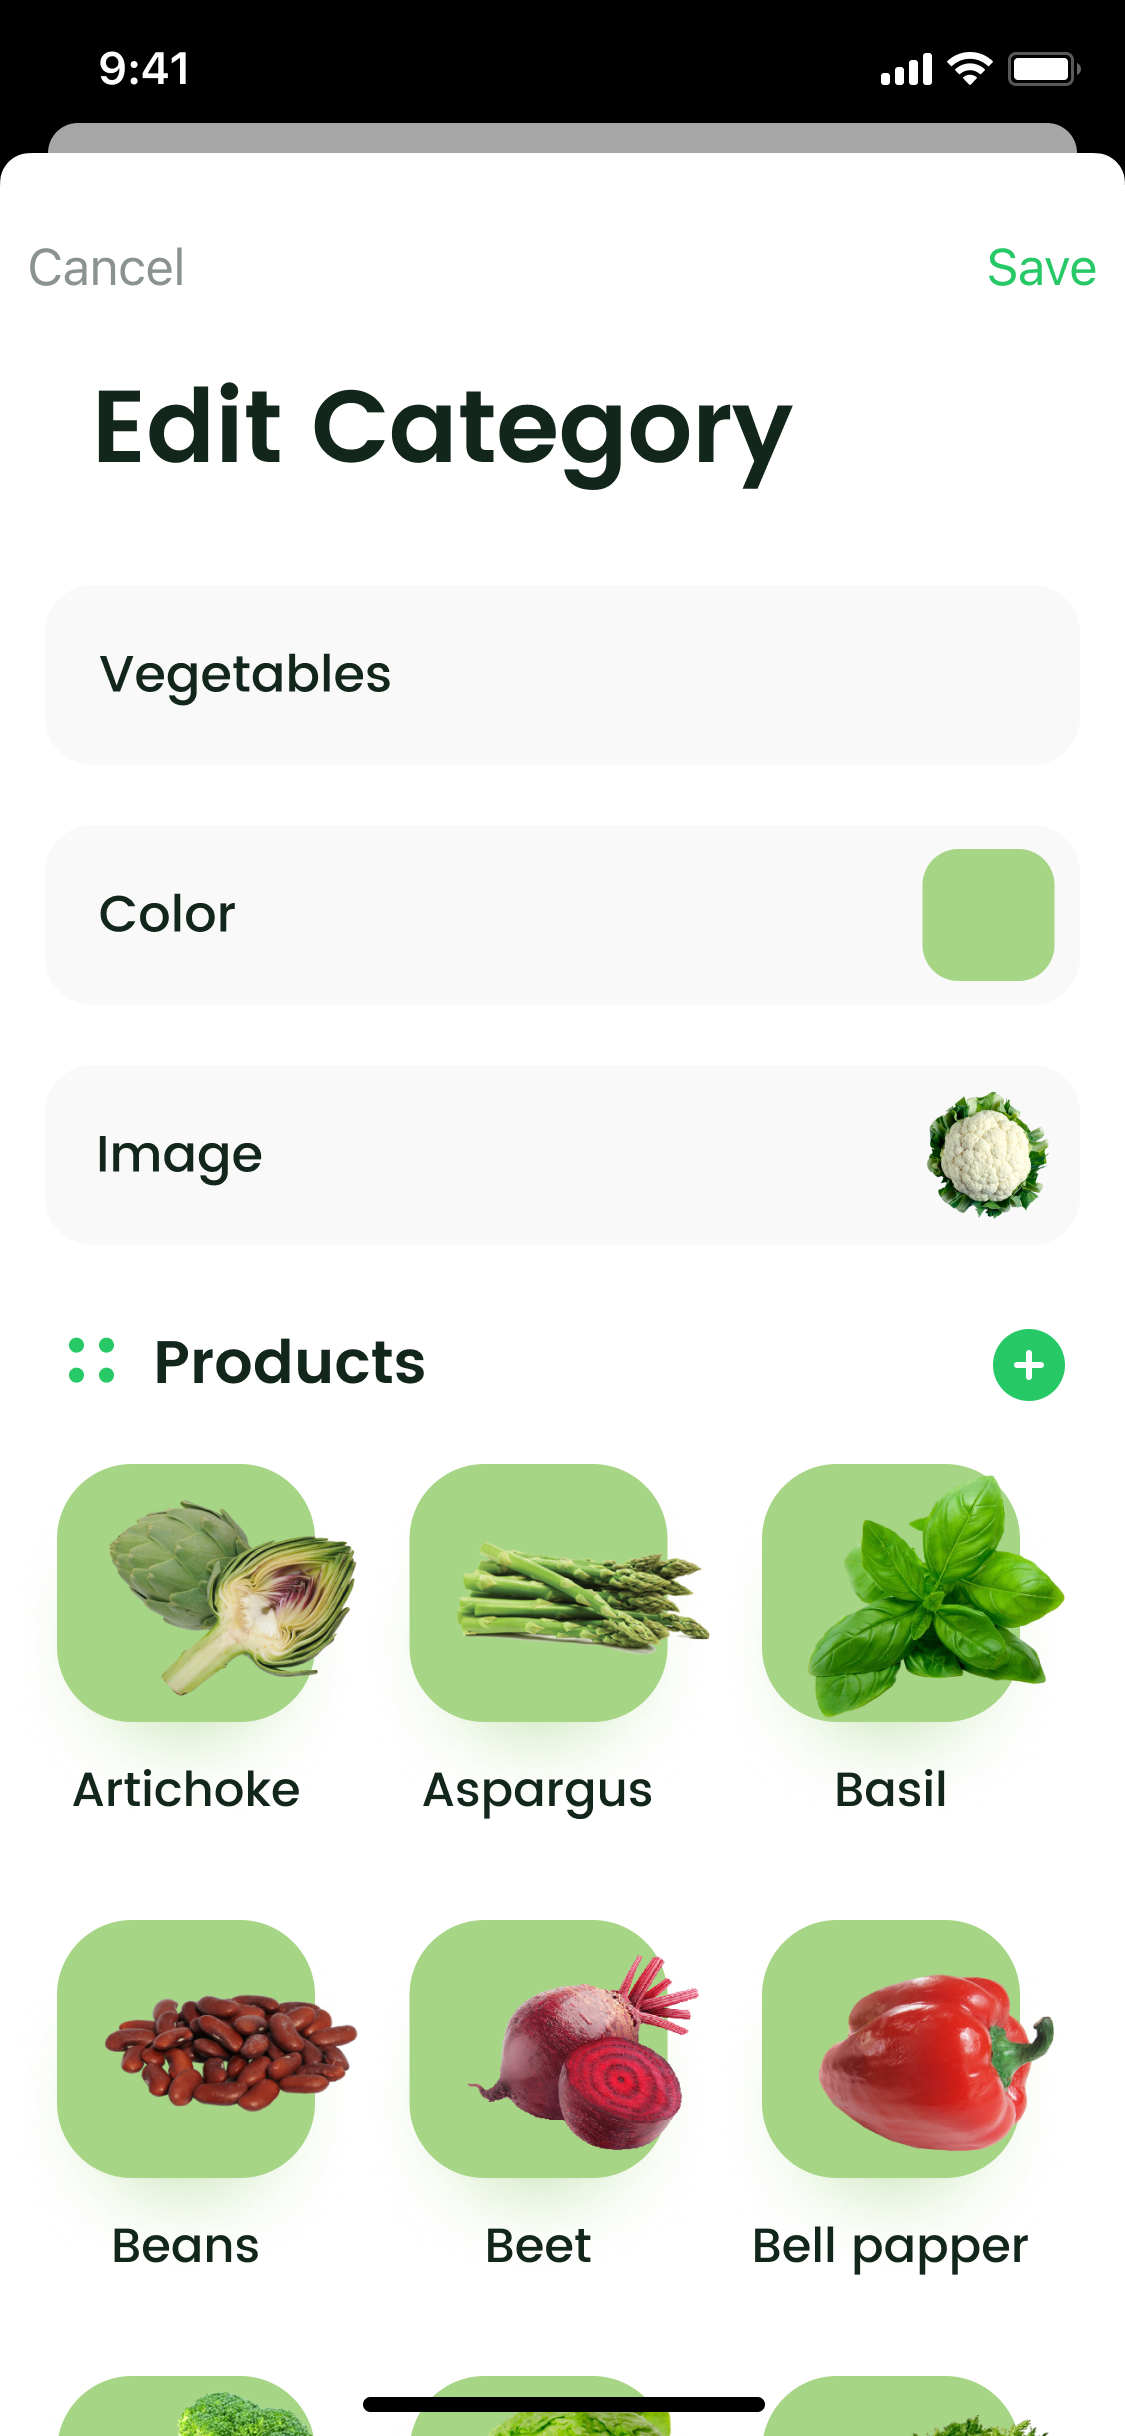 9:41
Cancel
Save
Edit Category
Vegetables
Color
Image
Products
Artichoke
Aspargus
Basil
Beans
Beet
Bell papper